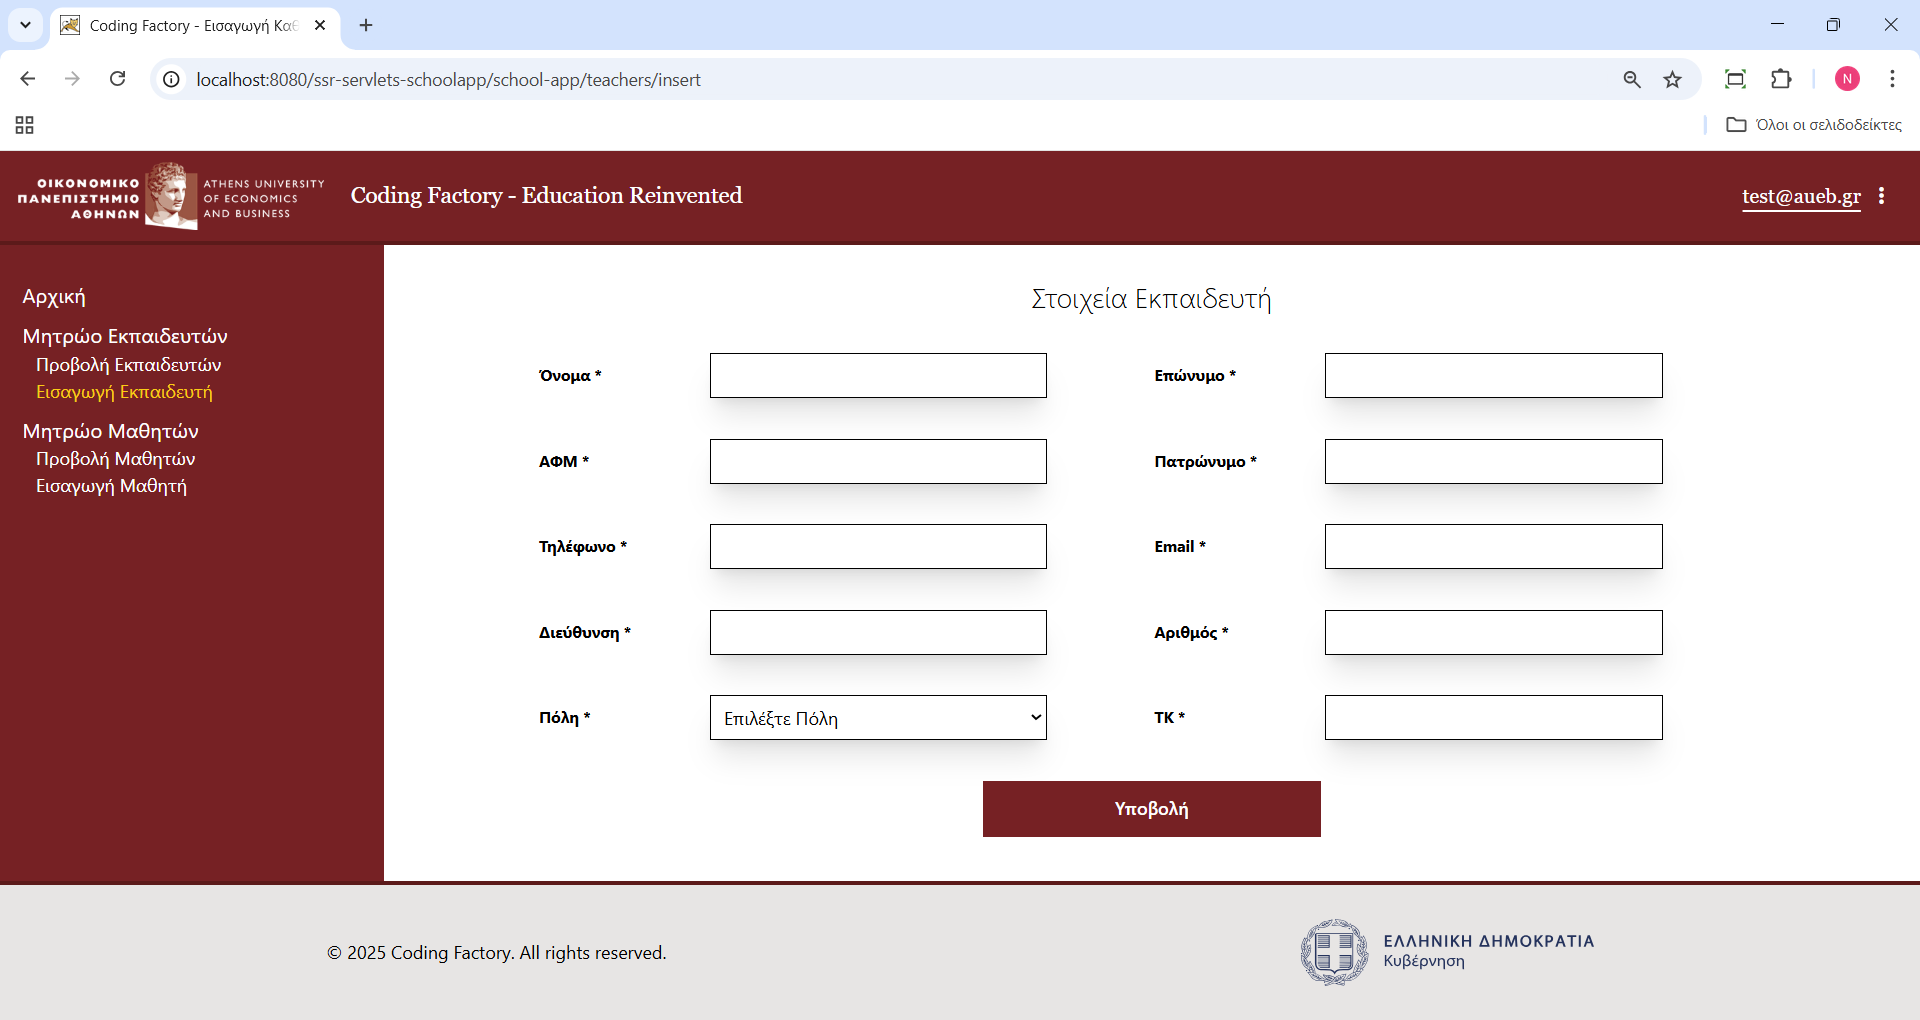 Coding Factory - Εισαγωγή Καθ
localhost:8080/ssr-servlets-schoolapp/school-app/teachers/insert
N
Όλοι οι σελιδοδείκτες
ΟΙΚΟΝΟΜΙΚΟ
ΠΑΝΕΠΙΣΤΗΜΙΟ
ΑΘΗΝΩΝ
ATHENS UNIVERSITY
OF ECONOMICS
AND BUSINESS
Coding Factory - Education Reinvented
test@aueb.gr
Αρχική
Μητρώο Εκπαιδευτών
Προβολή Εκπαιδευτών
Εισαγωγή Εκπαιδευτή
Μητρώο Μαθητών
Προβολή Μαθητών
Εισαγωγή Μαθητή
Στοιχεία Εκπαιδευτή
Όνομα *
Επώνυμο *
ΑΦΜ *
Πατρώνυμο *
Τηλέφωνο *
Email *
Διεύθυνση *
Αριθμός *
Πόλη *
Επιλέξτε Πόλη
ΤΚ *
Υποβολή
© 2025 Coding Factory. All rights reserved.
ΕΛΛΗΝΙΚΗ ΔΗΜΟΚΡΑΤΙΑ
Κυβέρνηση